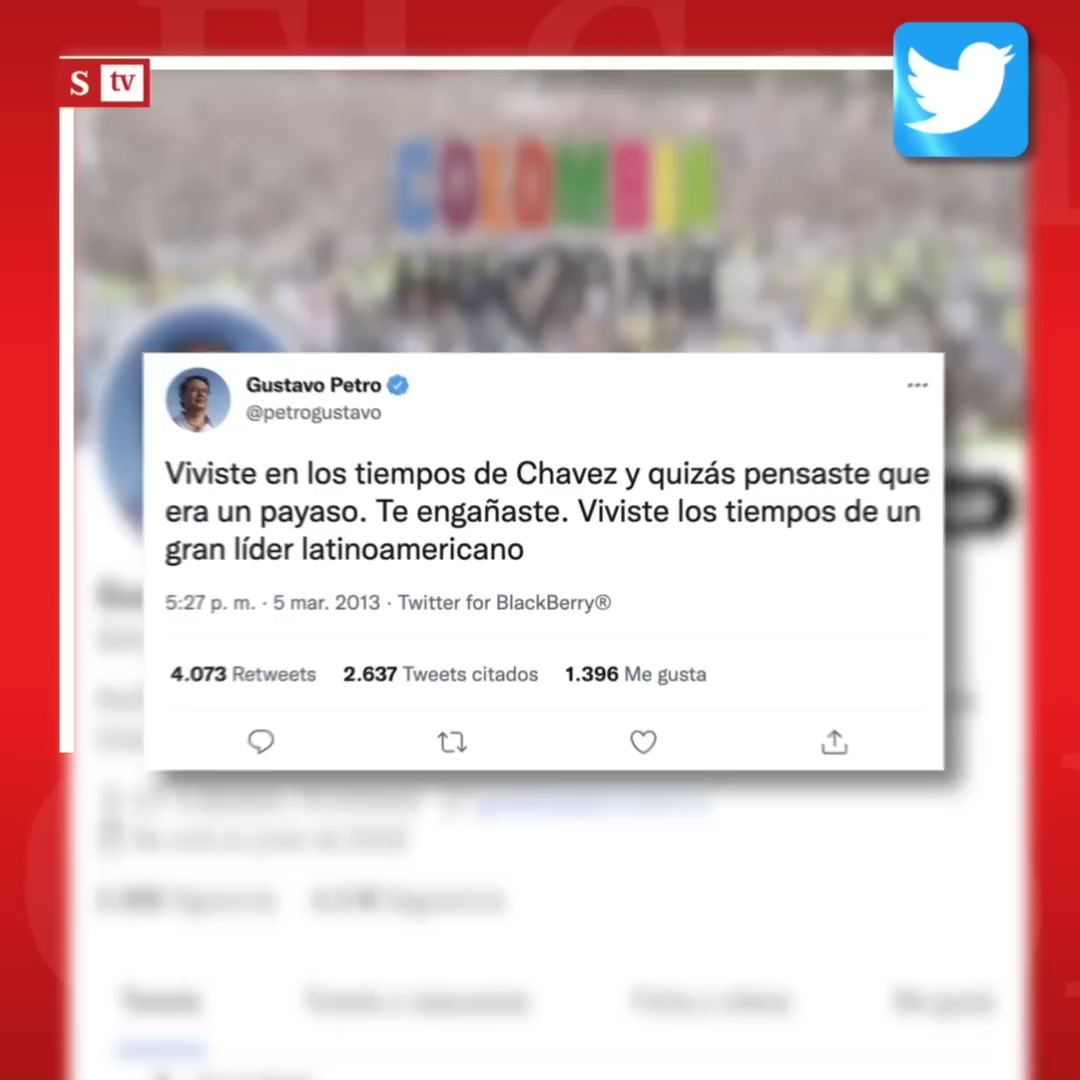 S tv
COLOMBIA
HUMANA
Gustavo Petro
@petrogustavo
Viviste en los tiempos de Chavez y quizás pensaste que
era un payaso. Te engañaste. Viviste los tiempos de un
gran líder latinoamericano
5:27 p. m. · 5 mar. 2013 · Twitter for BlackBerry®
4.073 Retweets 2.637 Tweets citados 1.396 Me gusta